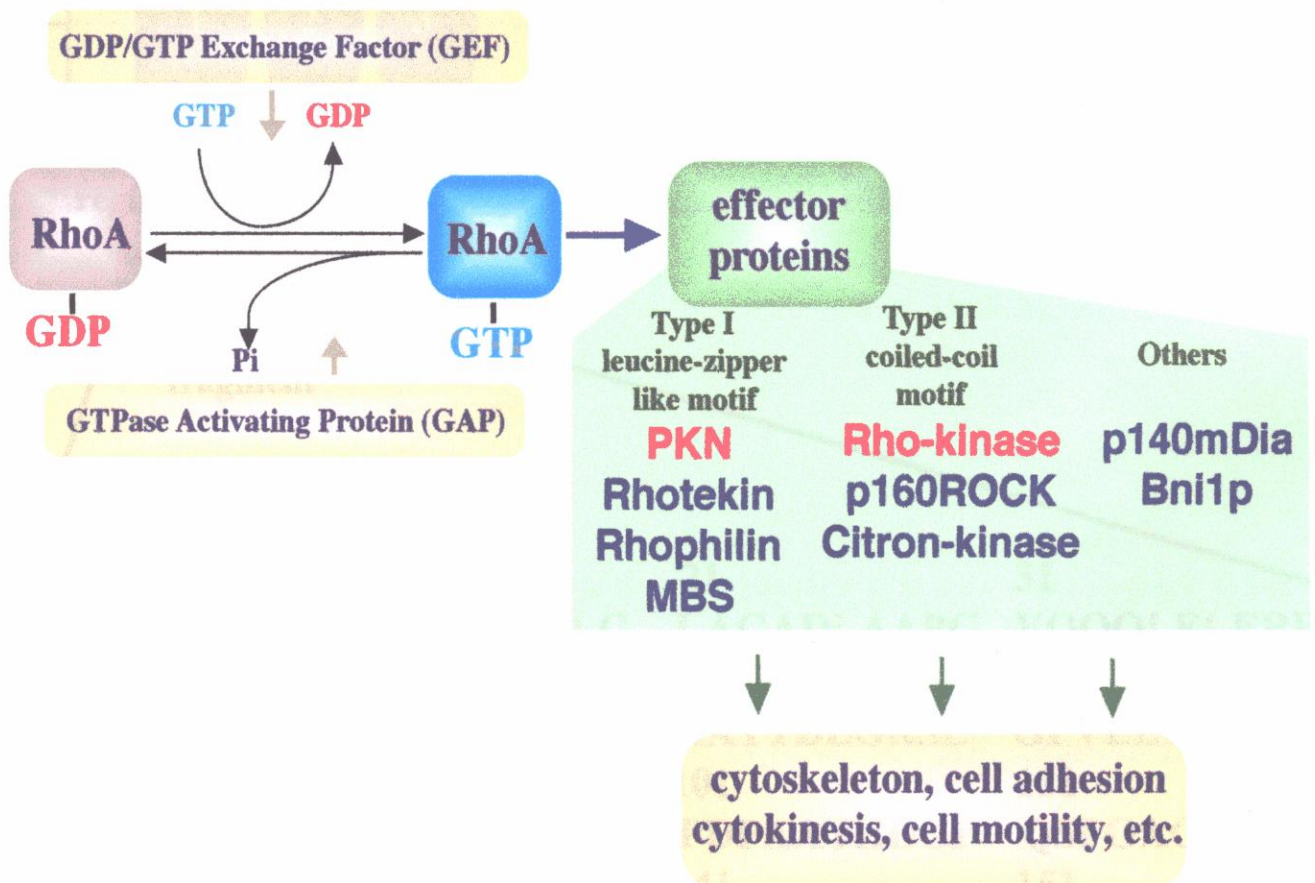 GDP/GTP Exchange Factor (GEF)
GTP
GDP
RhoA
RhoA
GDP
GTP
Pi
GTPase Activating Protein (GAP)
effector
proteins
Type I
leucine-zipper
like motif
PKN
Rhotekin
Rhophilin
MBS
Type II
coiled-coil
motif
Rho-kinase
p160ROCK
Citron-kinase
Others
p140mDia
Bni1p
cytoskeleton, cell adhesion
cytokinesis, cell motility, etc.